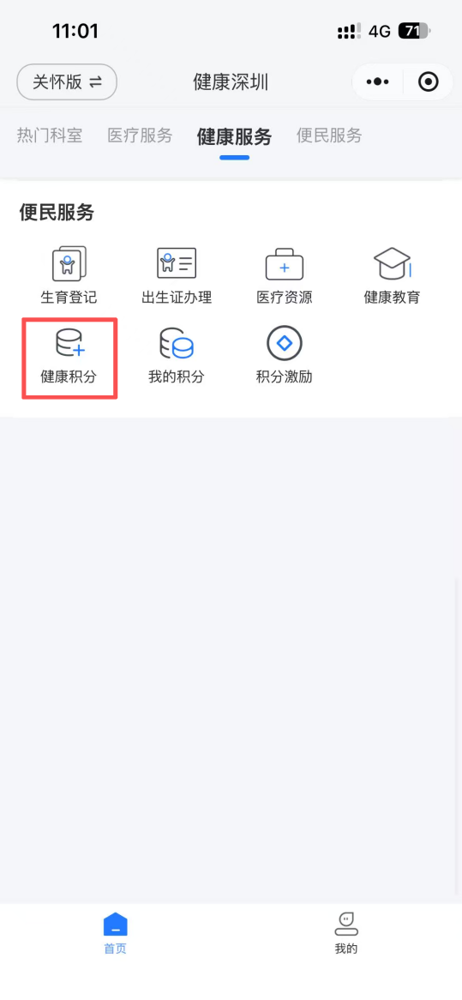 11:01 4G 71
关怀版 健康深圳
热门科室 医疗服务 健康服务 便民服务
便民服务
生育登记 出生证办理 医疗资源 健康教育
健康积分 我的积分 积分激励
首页 我的